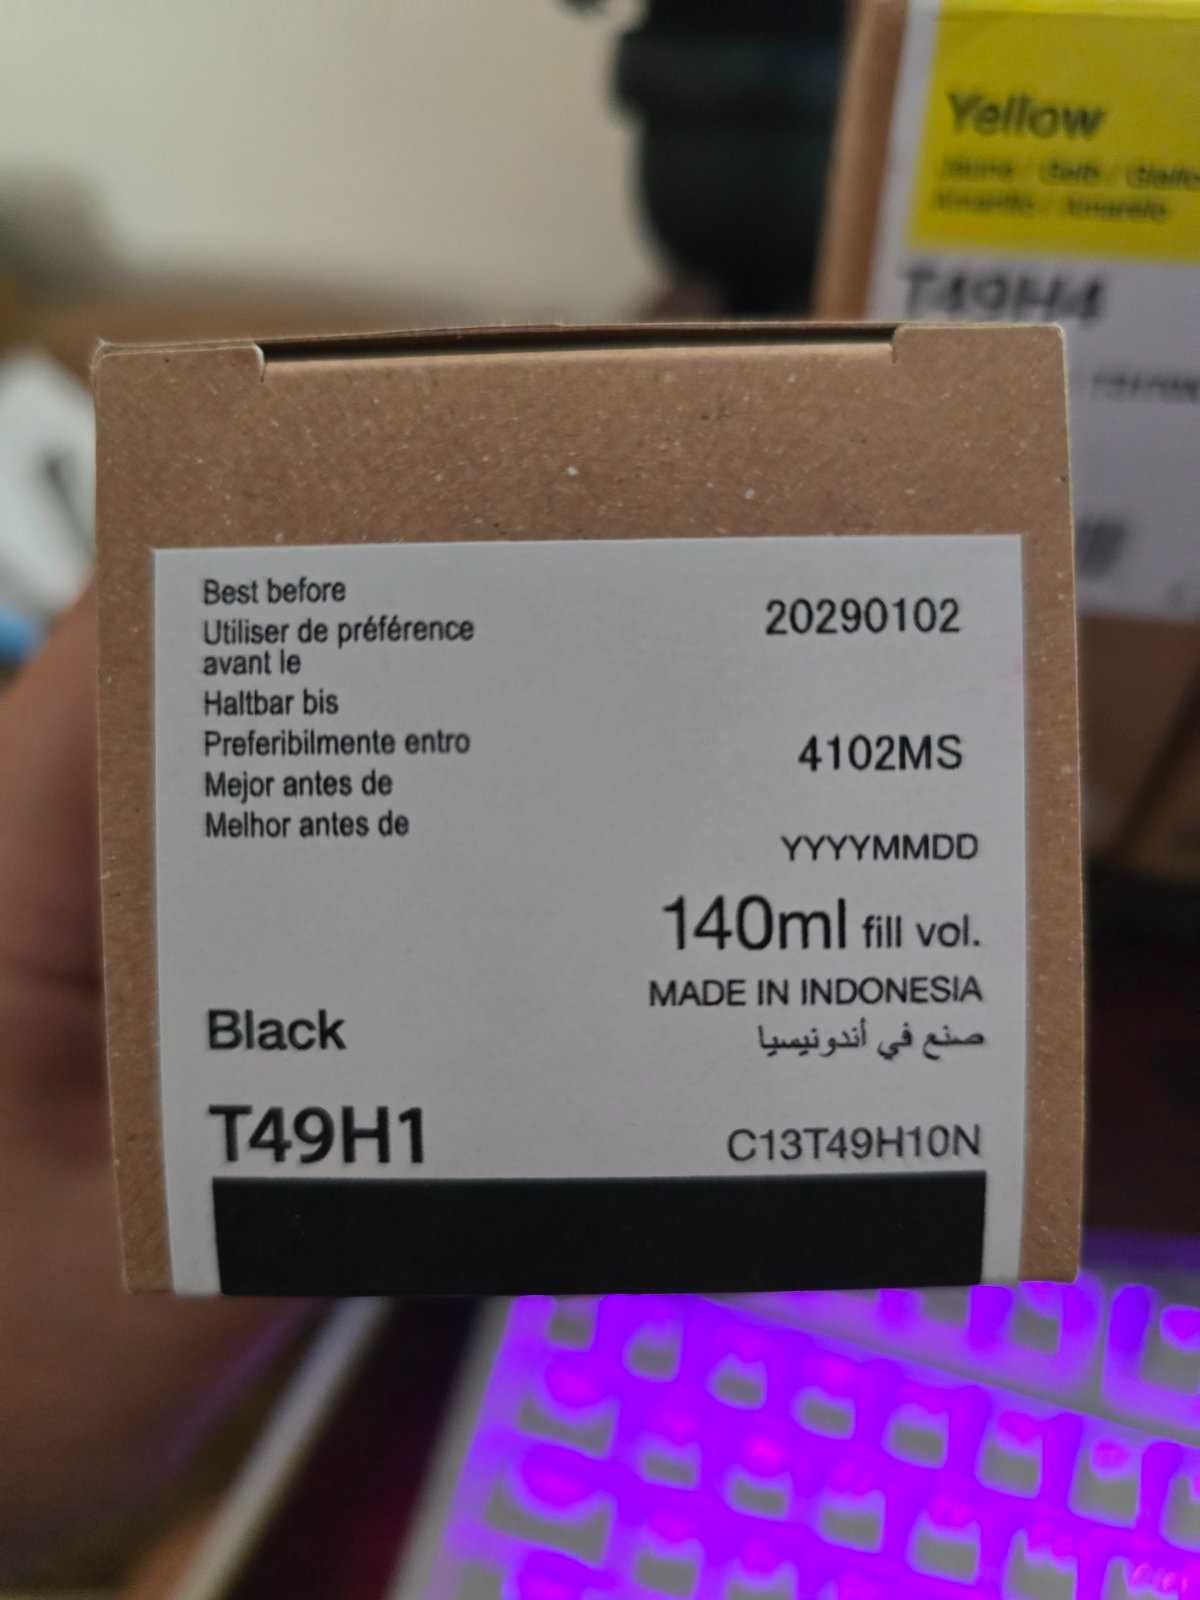 Yellow
T49H4
Best before
Utiliser de préférence
avant le
Haltbar bis
Preferibilmente entro
Mejor antes de
Melhor antes de
20290102
4102MS
YYYYMMDD
140ml fill vol.
MADE IN INDONESIA
صنع في أندونيسيا
Black
T49H1
C13T49H10N